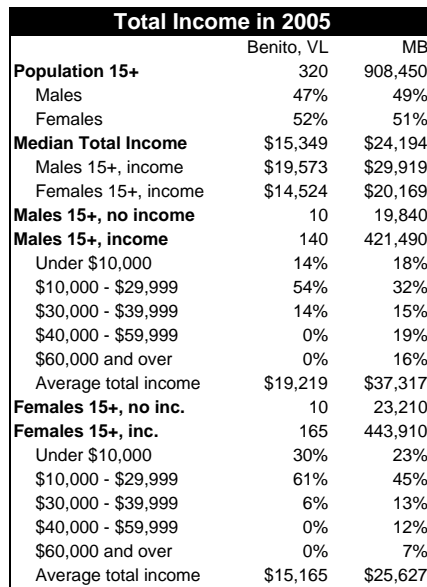 Total Income in 2005
Benito, VL MB
Population 15+ 320 908,450
Males 47% 49%
Females 52% 51%
Median Total Income $15,349 $24,194
Males 15+, income $19,573 $29,919
Females 15+, income $14,524 $20,169
Males 15+, no income 10 19,840
Males 15+, income 140 421,490
Under $10,000 14% 18%
$10,000 - $29,999 54% 32%
$30,000 - $39,999 14% 15%
$40,000 - $59,999 0% 19%
$60,000 and over 0% 16%
Average total income $19,219 $37,317
Females 15+, no inc. 10 23,210
Females 15+, inc. 165 443,910
Under $10,000 30% 23%
$10,000 - $29,999 61% 45%
$30,000 - $39,999 6% 13%
$40,000 - $59,999 0% 12%
$60,000 and over 0% 7%
Average total income $15,165 $25,627